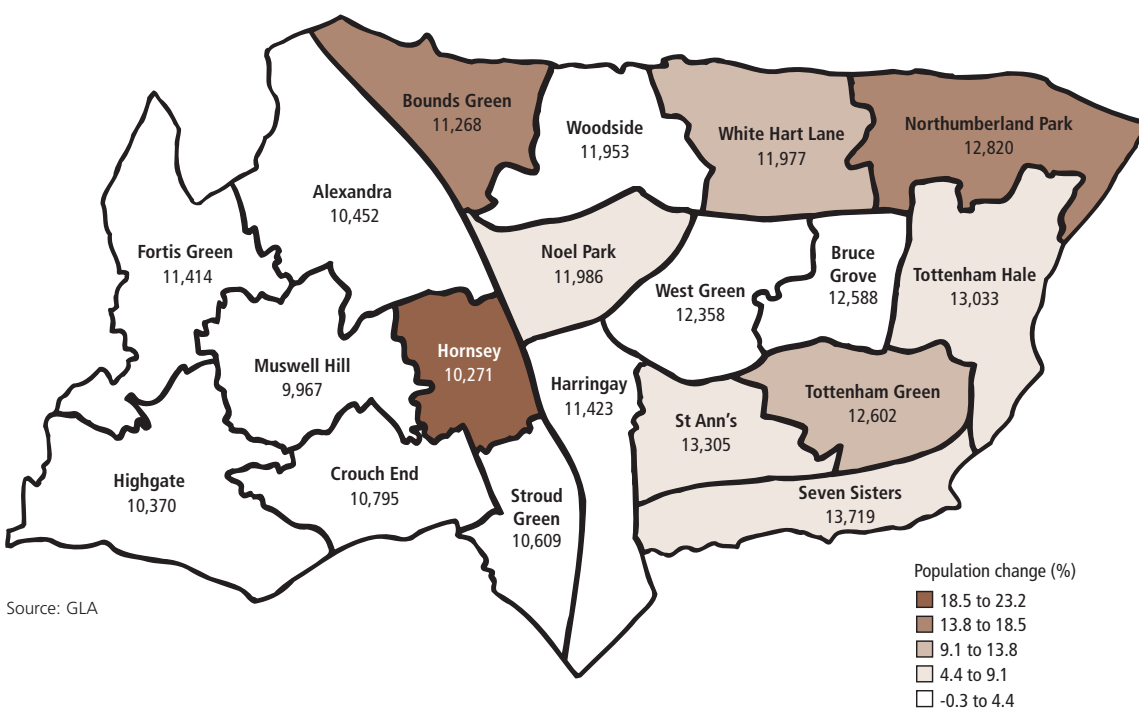 Bounds Green
11,268
Woodside
11,953
White Hart Lane
11,977
Northumberland Park
12,820
Alexandra
10,452
Fortis Green
11,414
Noel Park
11,986
West Green
12,358
Bruce
Grove
12,588
Tottenham Hale
13,033
Muswell Hill
9,967
Hornsey
10,271
Harringay
11,423
St Ann's
13,305
Tottenham Green
12,602
Highgate
10,370
Crouch End
10,795
Stroud
Green
10,609
Seven Sisters
13,719
Source: GLA
Population change (%)
18.5 to 23.2
13.8 to 18.5
9.1 to 13.8
4.4 to 9.1
-0.3 to 4.4